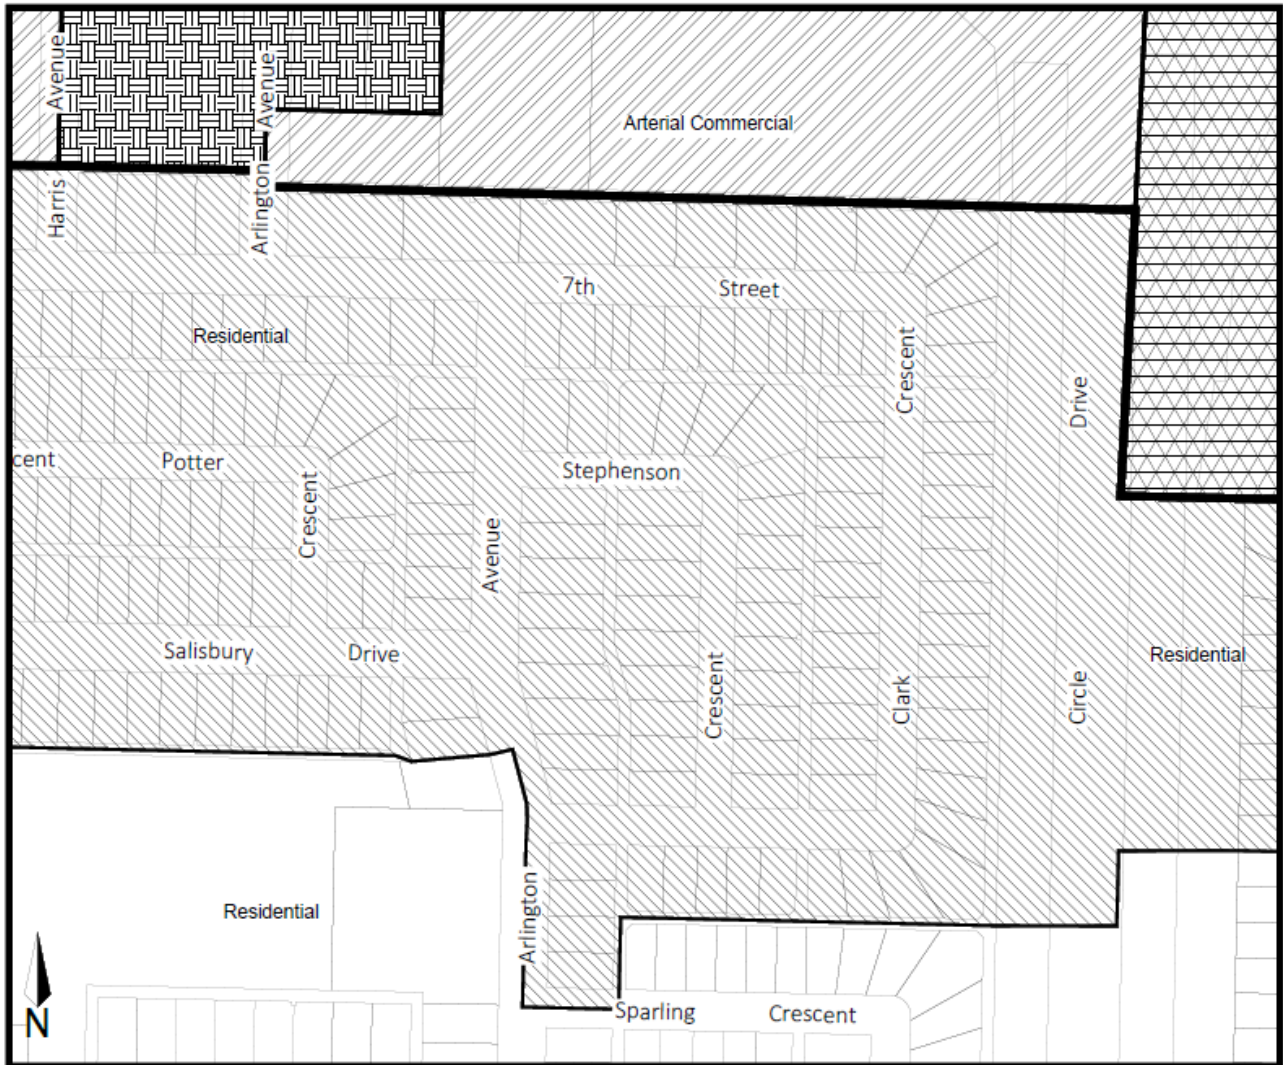 Avenue
Avenue
Arterial Commercial
Harris
Arlington
7th Street
Residential
Crescent
Drive
cent
Potter
Stephenson
Crescent
Avenue
Salisbury Drive
Residential
Crescent
Clark
Circle
Residential
Arlington
N
Sparling Crescent